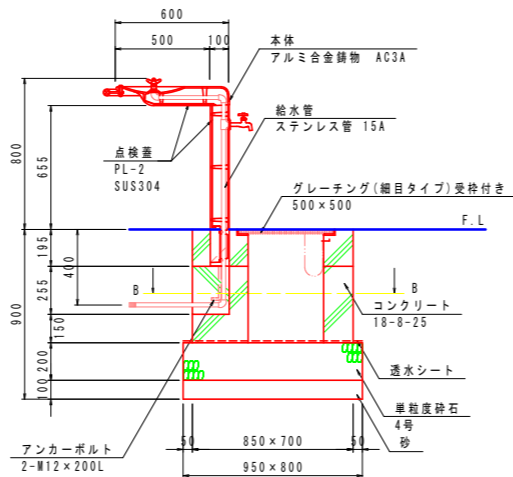 600
500
100
本体
アルミ合金鋳物 AC3A
給水管
ステンレス管 15A
点検蓋
PL-2
SUS304
グレーチング(細目タイプ)受枠付き
500×500
F.L
800
655
195
400
255
900
150
200
100
B
B
コンクリート
18-8-25
透水シート
単粒度砕石
4号
砂
アンカーボルト
2-M12×200L
50
850×700
50
950×800